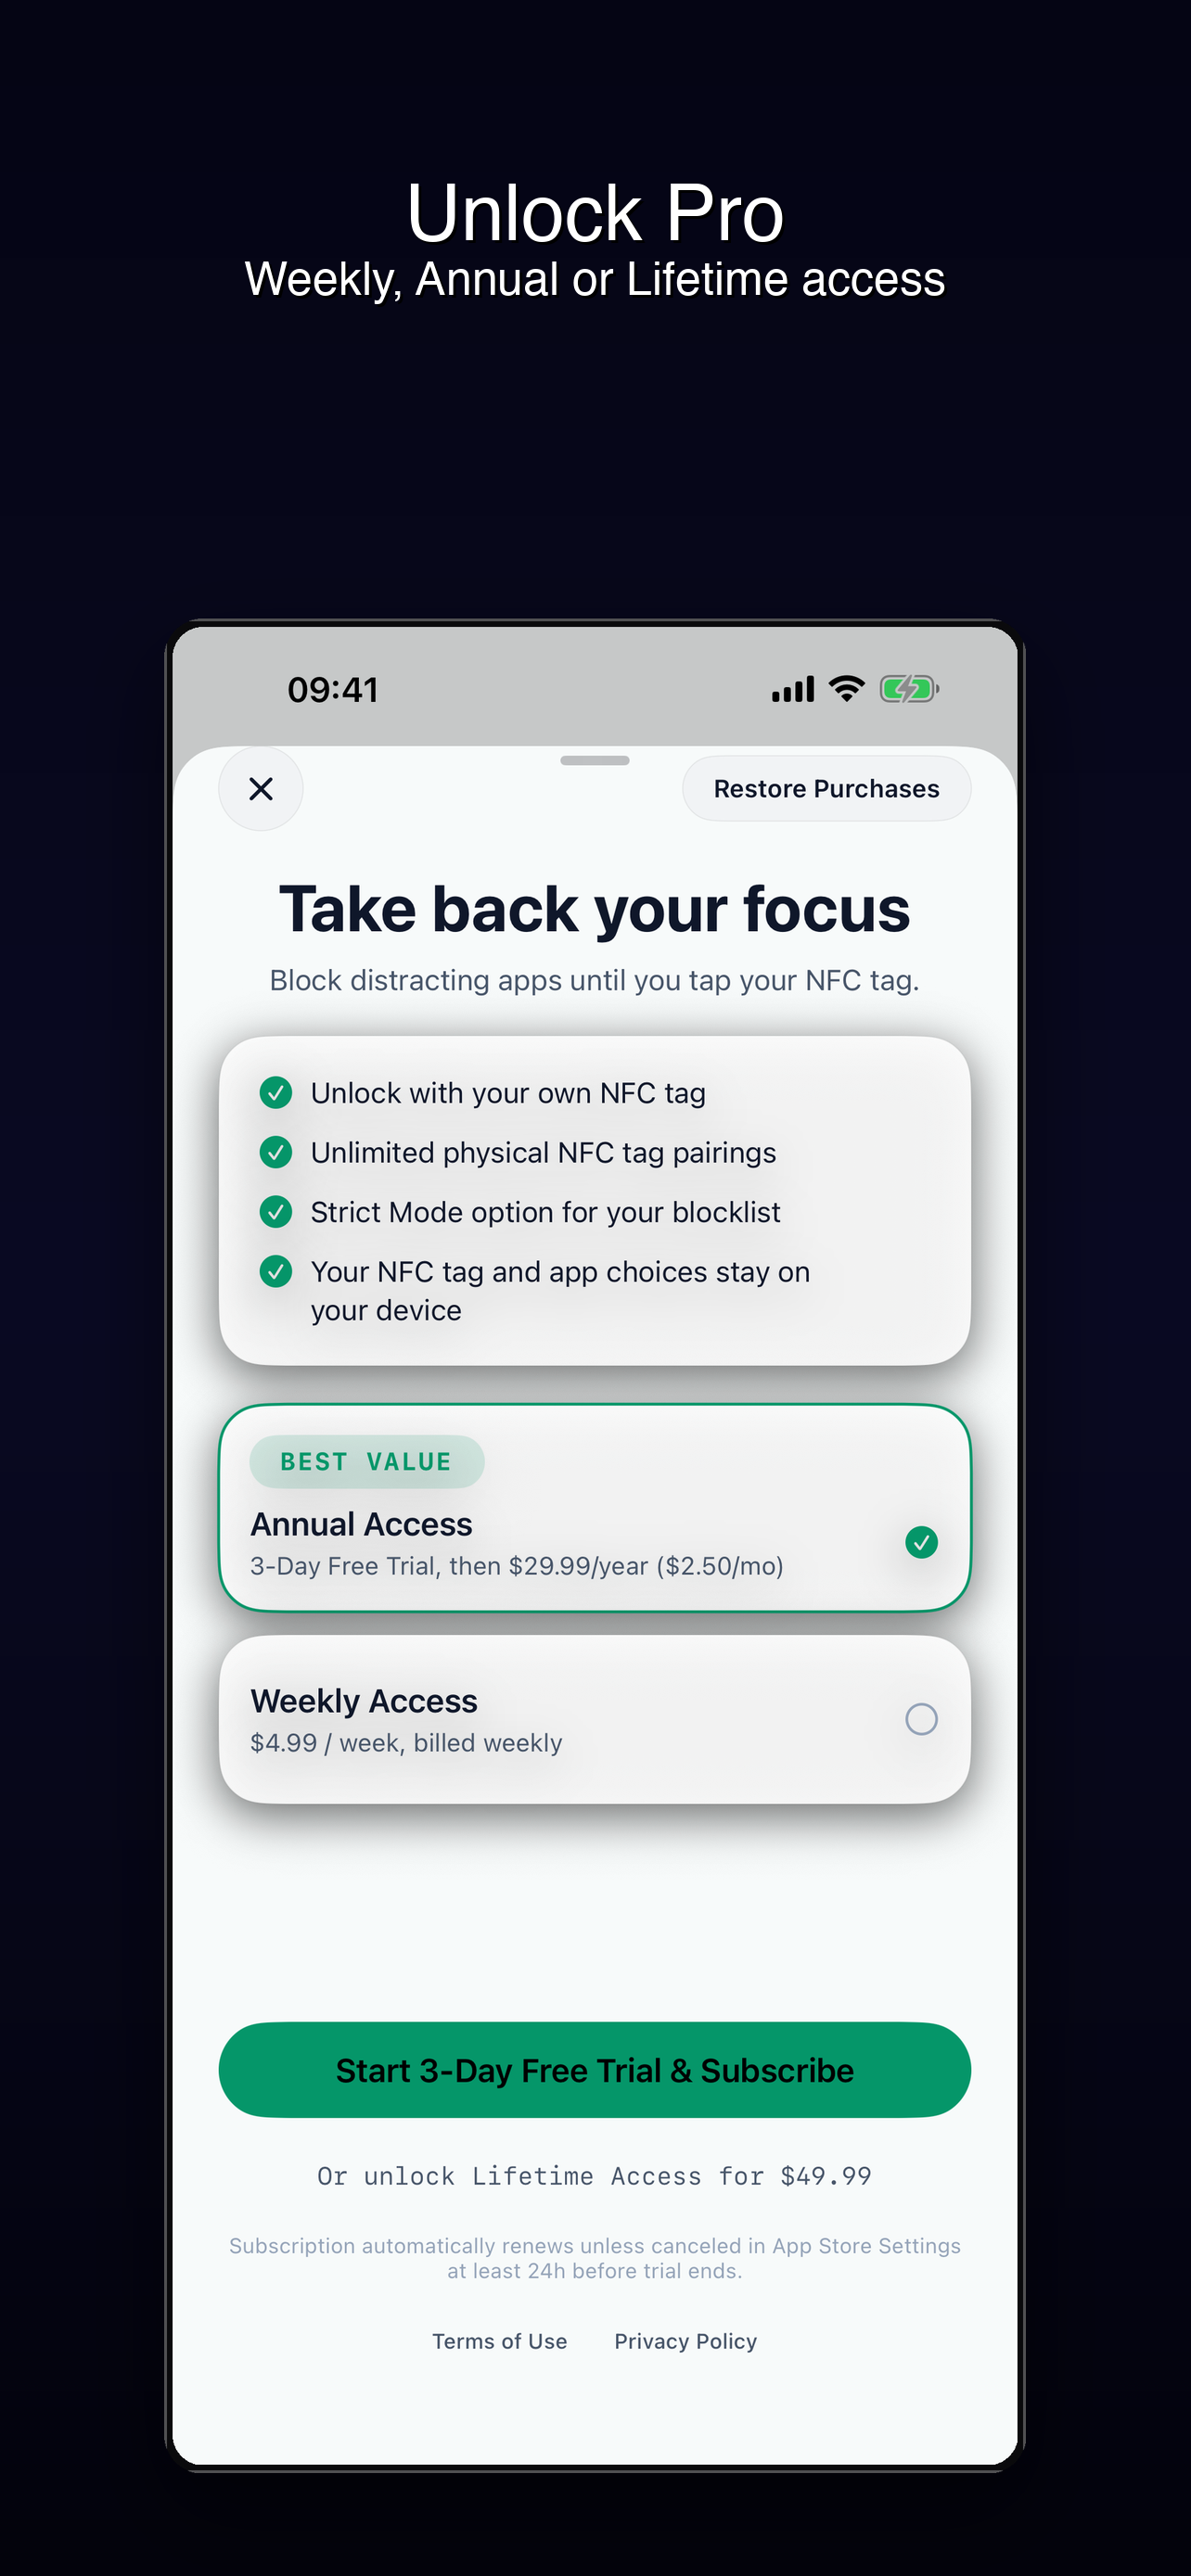 Unlock Pro
Weekly, Annual or Lifetime access
09:41
Restore Purchases
Take back your focus
Block distracting apps until you tap your NFC tag.
Unlock with your own NFC tag
Unlimited physical NFC tag pairings
Strict Mode option for your blocklist
Your NFC tag and app choices stay on
your device
BEST VALUE
Annual Access
3-Day Free Trial, then $29.99/year ($2.50/mo)
Weekly Access
$4.99 / week, billed weekly
Start 3-Day Free Trial & Subscribe
Or unlock Lifetime Access for $49.99
Subscription automatically renews unless canceled in App Store Settings
at least 24h before trial ends.
Terms of Use Privacy Policy